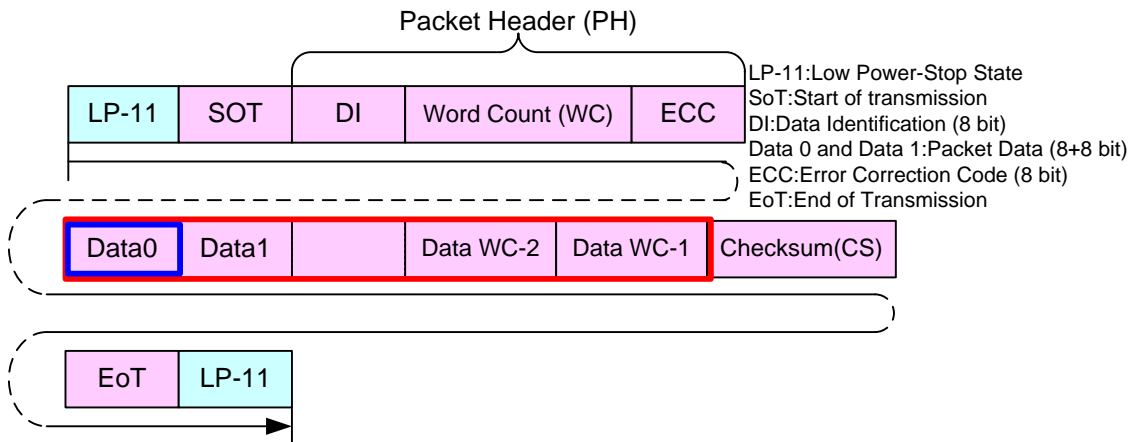 Packet Header (PH)
LP-11 SOT DI Word Count (WC) ECC
LP-11:Low Power-Stop State
SoT:Start of transmission
DI:Data Identification (8 bit)
Data 0 and Data 1:Packet Data (8+8 bit)
ECC:Error Correction Code (8 bit)
EoT:End of Transmission
Data0 Data1 Data WC-2 Data WC-1 Checksum(CS)
EoT LP-11